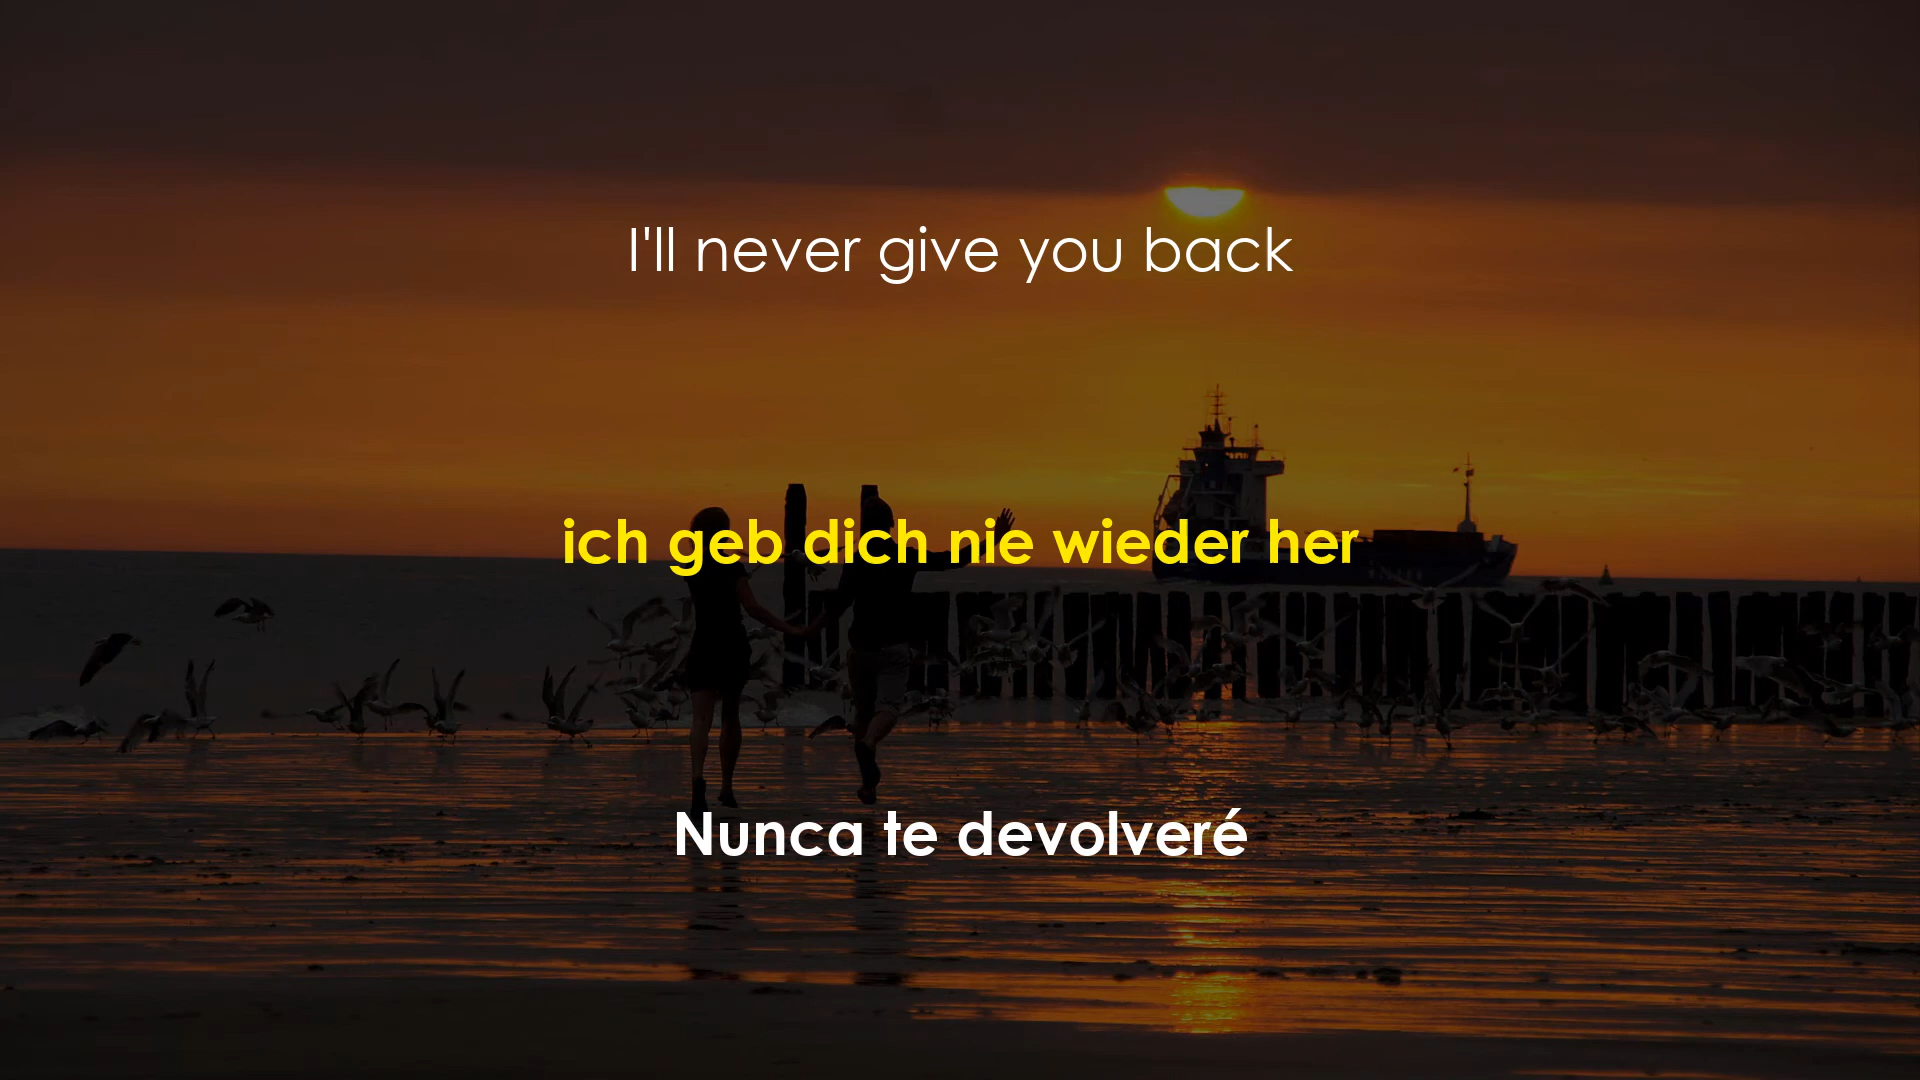 I'll never give you back
ich geb dich nie wieder her
Nunca te devolveré